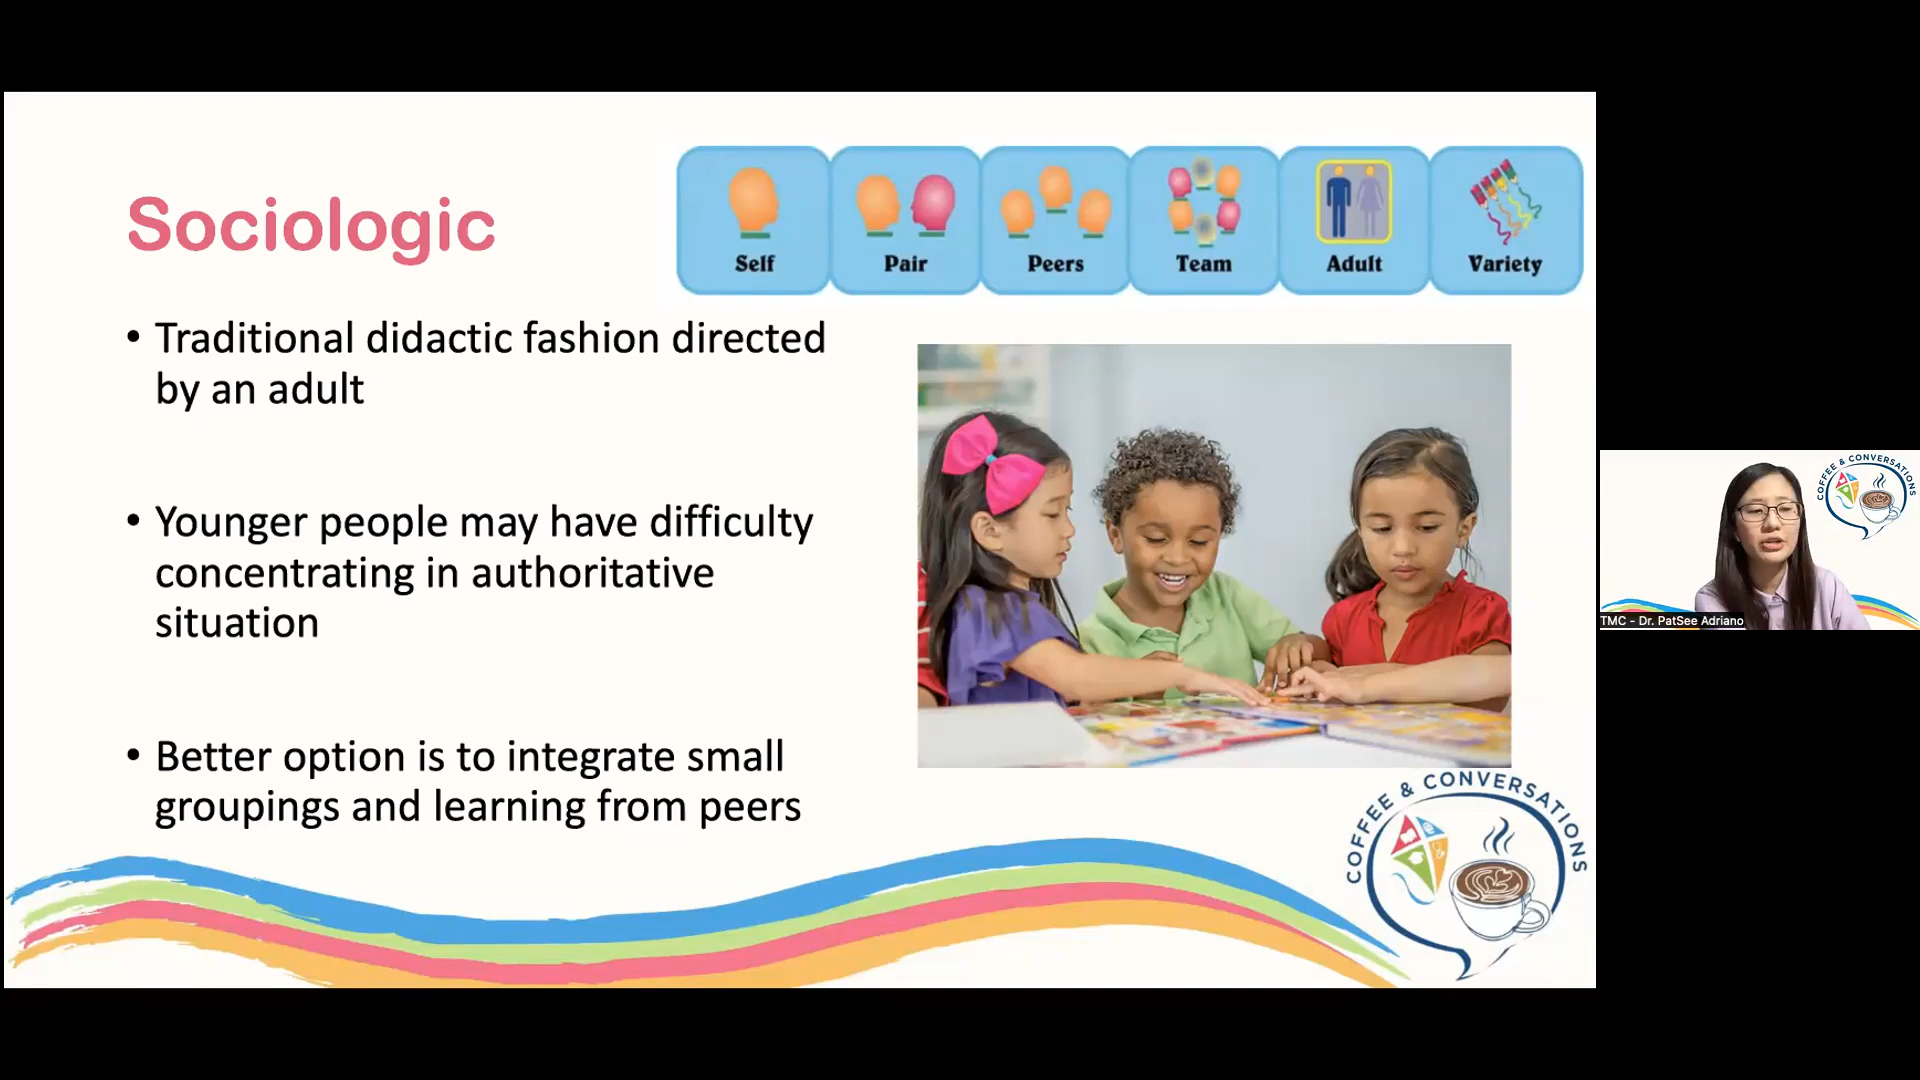 Sociologic
Self
Pair
Peers
Team
Adult
Variety
• Traditional didactic fashion directed
by an adult
• Younger people may have difficulty
concentrating in authoritative
situation
• Better option is to integrate small
groupings and learning from peers
COFFEE & CONVERSATIONS
COFFEE & CONVERSATIONS
TMC - Dr. PatSee Adriano